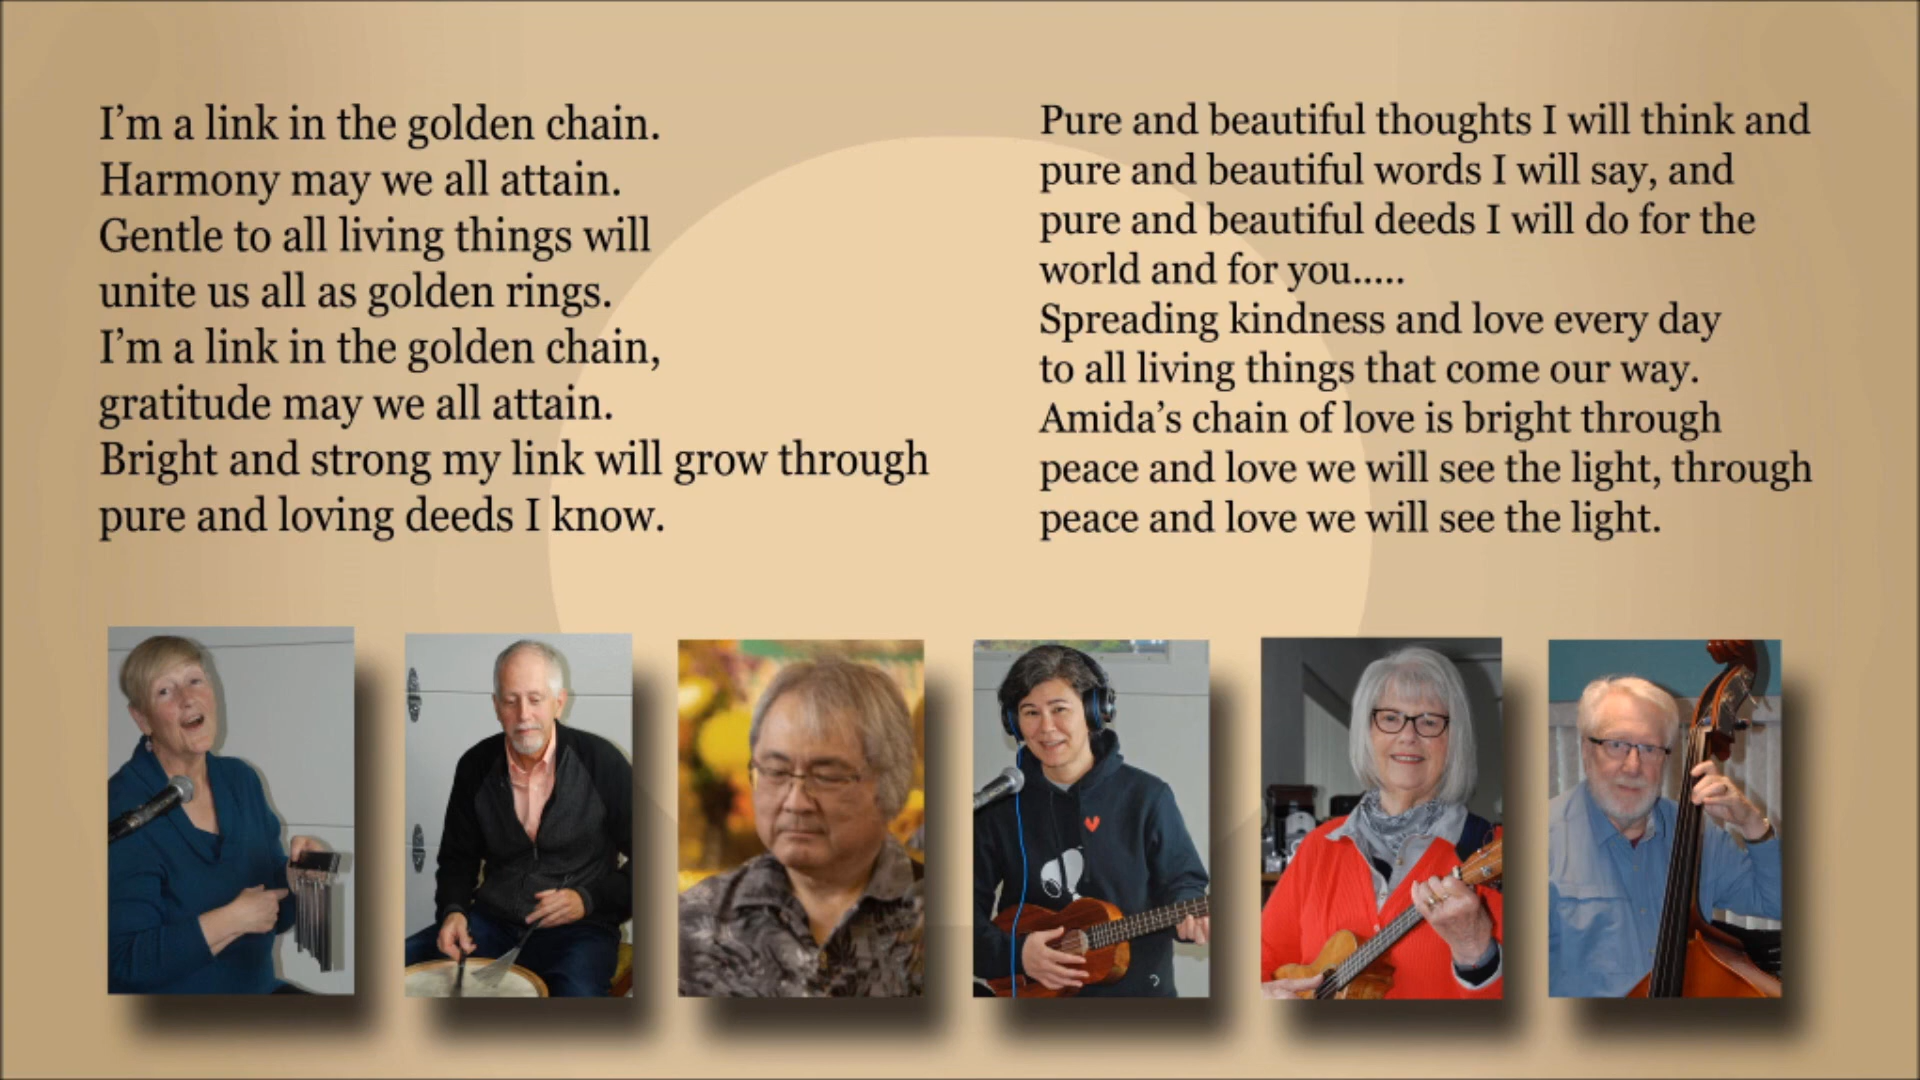 I’m a link in the golden chain.
Harmony may we all attain.
Gentle to all living things will
unite us all as golden rings.
I’m a link in the golden chain,
gratitude may we all attain.
Bright and strong my link will grow through
pure and loving deeds I know.
Pure and beautiful thoughts I will think and
pure and beautiful words I will say, and
pure and beautiful deeds I will do for the
world and for you.....
Spreading kindness and love every day
to all living things that come our way.
Amida’s chain of love is bright through
peace and love we will see the light, through
peace and love we will see the light.